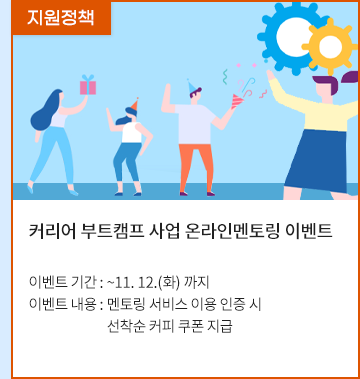 지원정책
커리어 부트캠프 사업 온라인멘토링 이벤트
이벤트 기간 : ~11. 12.(화) 까지
이벤트 내용 : 멘토링 서비스 이용 인증 시
선착순 커피 쿠폰 지급